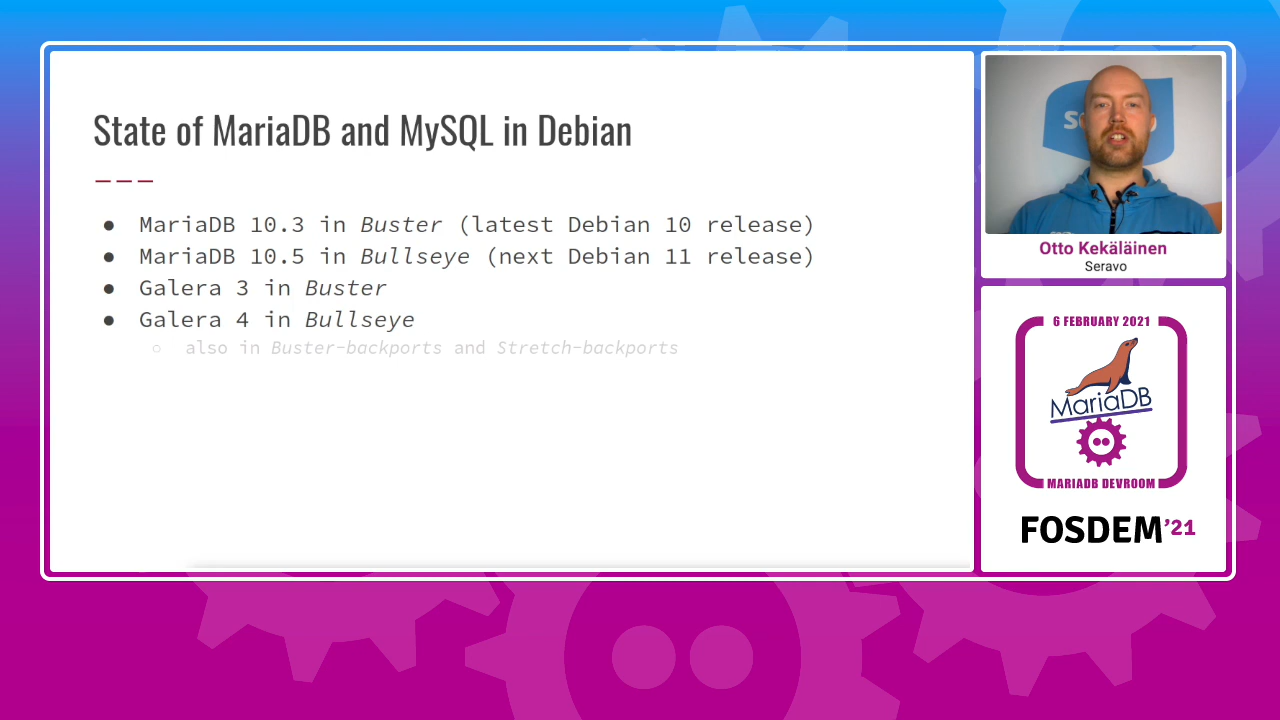 State of MariaDB and MySQL in Debian
● MariaDB 10.3 in Buster (latest Debian 10 release)
● MariaDB 10.5 in Bullseye (next Debian 11 release)
● Galera 3 in Buster
● Galera 4 in Bullseye
○ also in Buster-backports and Stretch-backports
Otto Kekäläinen
Seravo
6 FEBRUARY 2021
MariaDB
MARIADB DEVROOM
FOSDEM'21